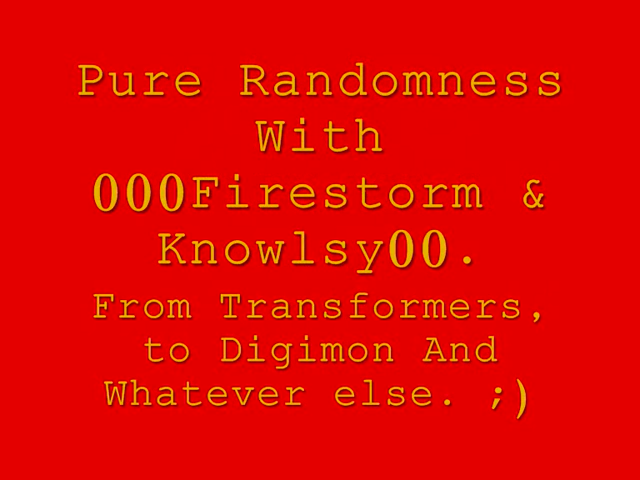 Pure Randomness
With
000Firestorm &
Knowlsy00.
From Transformers,
to Digimon And
Whatever else. ;)